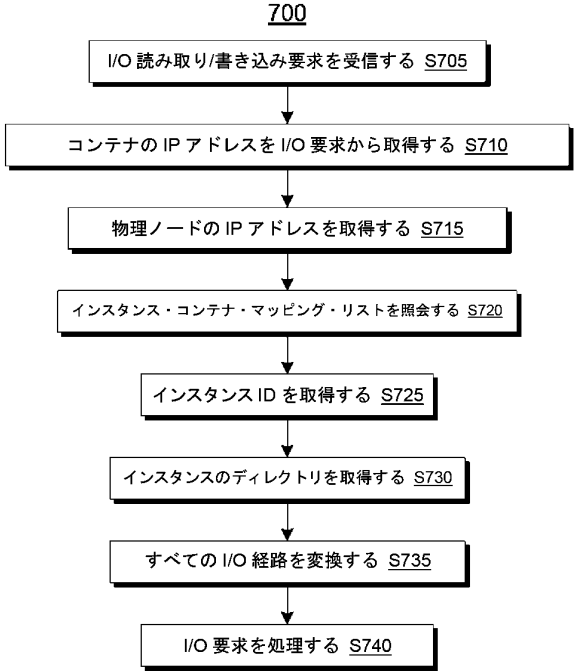 700
I/O 読み取り/書き込み要求を受信する S705
コンテナの IP アドレスを I/O 要求から取得する S710
物理ノードの IP アドレスを取得する S715
インスタンス・コンテナ・マッピング・リストを照会する S720
インスタンス ID を取得する S725
インスタンスのディレクトリを取得する S730
すべての I/O 経路を変換する S735
I/O 要求を処理する S740